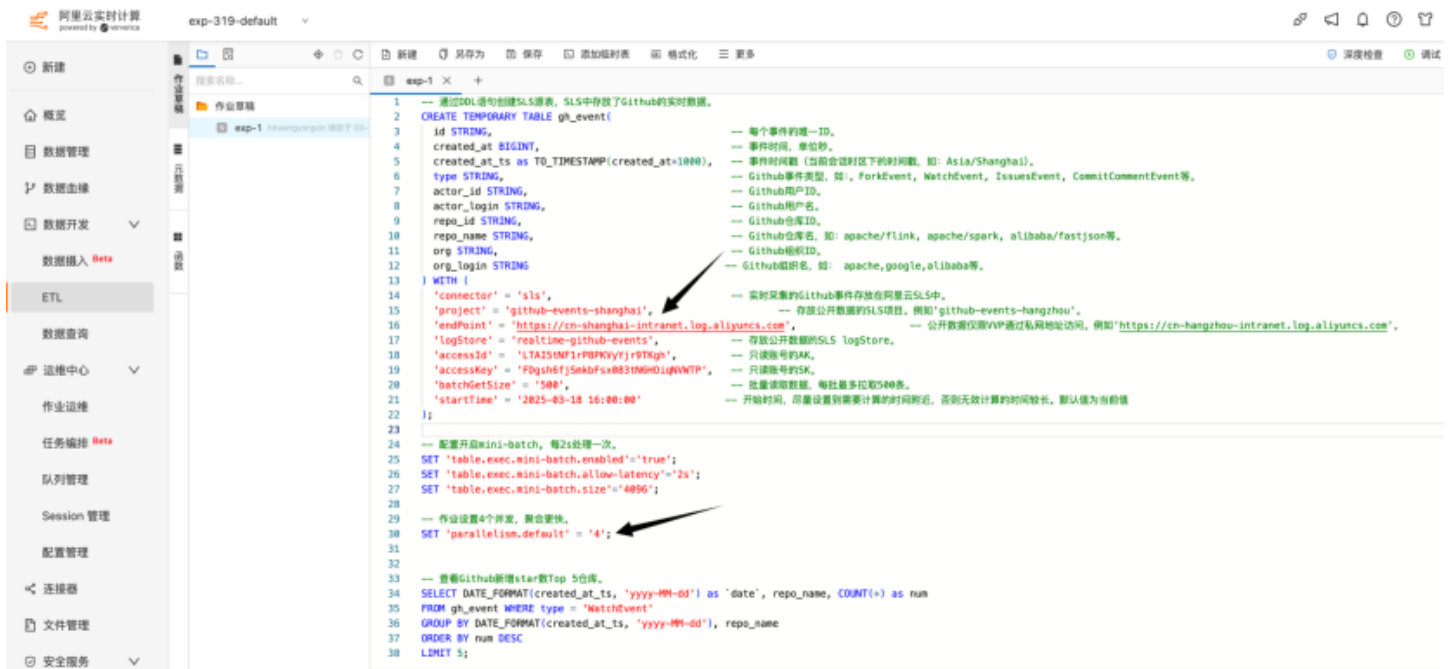 阿里云实时计算
powered by ververica
exp-319-default
新建
概览
数据管理
数据血缘
数据开发
数据摄入 Beta
ETL
数据查询
运维中心
作业运维
任务编排 Beta
队列管理
Session 管理
配置管理
连接器
文件管理
安全服务
作业草稿
元数据
函数
搜索名称...
作业草稿
exp-1
新建 另存为 保存 添加临时表 格式化 更多
深度检查 调试
exp-1
1 -- 通过DDL语句创建SLS源表，SLS中存放了Github的实时数据。
2 CREATE TEMPORARY TABLE gh_event(
3 id STRING, -- 每个事件的唯一ID。
4 created_at BIGINT, -- 事件时间，单位秒。
5 created_at_ts as TO_TIMESTAMP(created_at*1000), -- 事件时间戳（当前会话时区下的时间戳，如：Asia/Shanghai）。
6 type STRING, -- Github事件类型，如：。ForkEvent, WatchEvent, IssuesEvent, CommitCommentEvent等。
7 actor_id STRING, -- Github用户ID。
8 actor_login STRING, -- Github用户名。
9 repo_id STRING, -- Github仓库ID。
10 repo_name STRING, -- Github仓库名，如：apache/flink, apache/spark, alibaba/fastjson等。
11 org STRING, -- Github组织ID。
12 org_login STRING -- Github组织名，如： apache,google,alibaba等。
13 ) WITH (
14 'connector' = 'sls', -- 实时采集的Github事件存放在阿里云SLS中。
15 'project' = 'github-events-shanghai', -- 存放公开数据的SLS项目。例如'github-events-hangzhou'。
16 'endPoint' = 'https://cn-shanghai-intranet.log.aliyuncs.com', -- 公开数据仅限VVP通过私网地址访问。例如'https://cn-hangzhou-intranet.log.aliyuncs.com'。
17 'logStore' = 'realtime-github-events', -- 存放公开数据的SLS logStore。
18 'accessId' = -- 只读账号的AK。
19 'accessKey' = -- 只读账号的SK。
20 'batchGetSize' = '500', -- 批量读取数据，每批最多拉取500条。
21 'startTime' = '2025-03-18 16:00:00' -- 开始时间，尽量设置到需要计算的时间附近，否则无效计算的时间较长。默认值为当前值
22 );
23
24 -- 配置开启mini-batch, 每2s处理一次。
25 SET 'table.exec.mini-batch.enabled'='true';
26 SET 'table.exec.mini-batch.allow-latency'='2s';
27 SET 'table.exec.mini-batch.size'='4096';
28
29 -- 作业设置4个并发，聚合更快。
30 SET 'parallelism.default' = '4';
31
32
33 -- 查看Github新增star数Top 5仓库。
34 SELECT DATE_FORMAT(created_at_ts, 'yyyy-MM-dd') as `date`, repo_name, COUNT(*) as num
35 FROM gh_event WHERE type = 'WatchEvent'
36 GROUP BY DATE_FORMAT(created_at_ts, 'yyyy-MM-dd'), repo_name
37 ORDER BY num DESC
38 LIMIT 5;